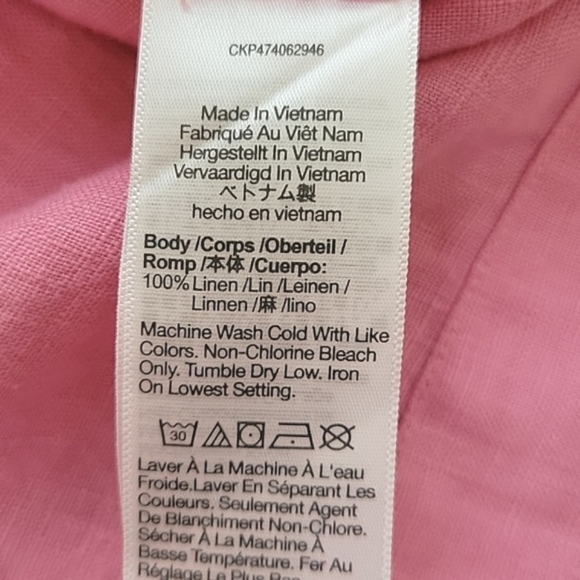 CKP474062946
Made In Vietnam
Fabriqué Au Viêt Nam
Hergestellt In Vietnam
Vervaardigd In Vietnam
ベトナム製
hecho en vietnam
Body /Corps /Oberteil /
Romp /本体 /Cuerpo:
100% Linen /Lin /Leinen /
Linnen /麻 /lino
Machine Wash Cold With Like
Colors. Non-Chlorine Bleach
Only. Tumble Dry Low. Iron
On Lowest Setting.
30
Laver À La Machine À L'eau
Froide.Laver En Séparant Les
Couleurs. Seulement Agent
De Blanchiment Non-Chlore.
Sécher À La Machine À
Basse Température. Fer Au
Réglage Le Plus